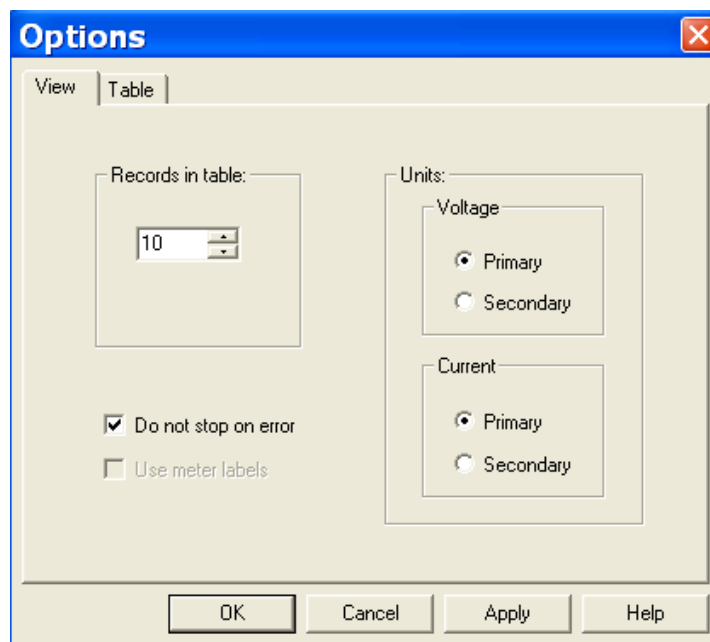 Options
View Table
Records in table:
10
Units:
Voltage
Primary
Secondary
Current
Primary
Secondary
Do not stop on error
Use meter labels
OK Cancel Apply Help